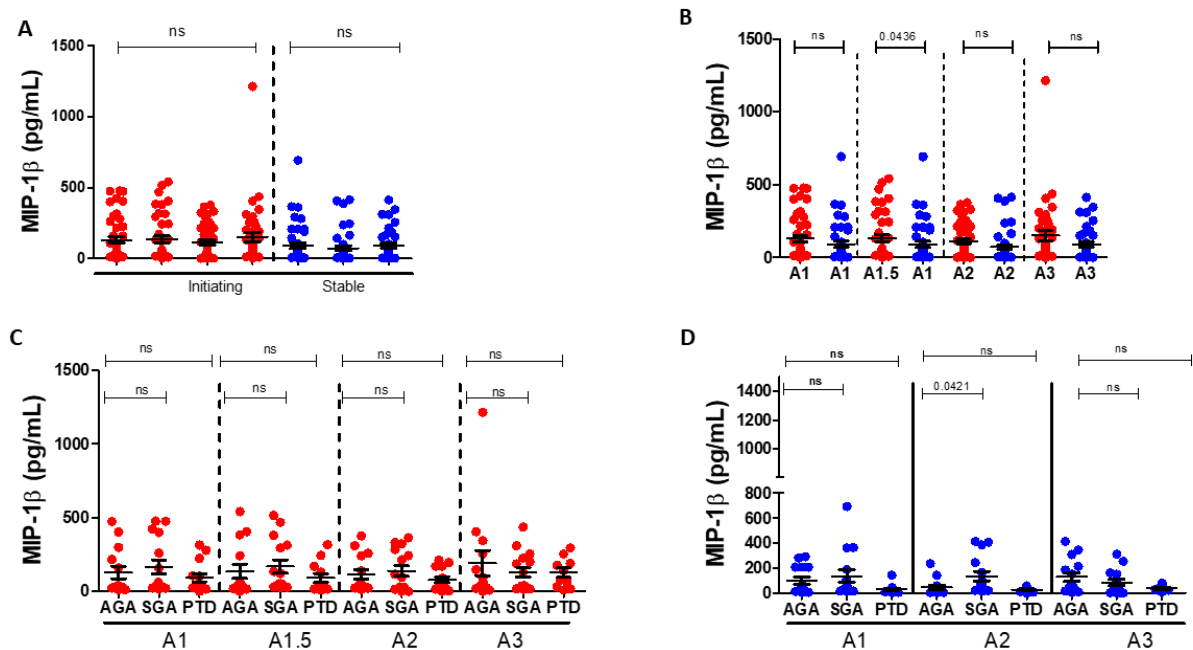 A
ns
ns
MIP-1β (pg/mL)
1500
1000
500
0
Initiating
Stable
B
ns
0.0436
ns
ns
MIP-1β (pg/mL)
1500
1000
500
0
A1 A1 A1.5 A1 A2 A2 A3 A3
C
ns ns ns ns
ns ns ns ns
MIP-1β (pg/mL)
1500
1000
500
0
AGA SGA PTD AGA SGA PTD AGA SGA PTD AGA SGA PTD
A1 A1.5 A2 A3
D
ns ns ns
ns 0.0421 ns
MIP-1β (pg/mL)
1400
1200
1000
800
600
400
200
0
AGA SGA PTD AGA SGA PTD AGA SGA PTD
A1 A2 A3